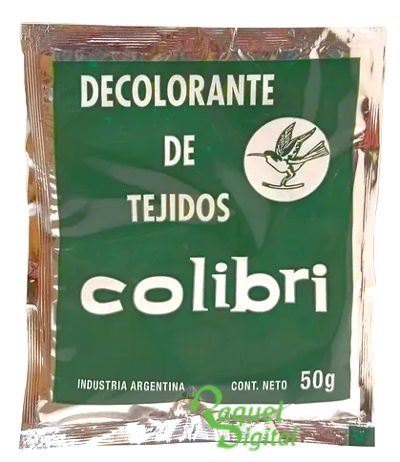 DECOLORANTE
DE
TEJIDOS
colibri
INDUSTRIA ARGENTINA CONT. NETO 50g
Raquel
Digital